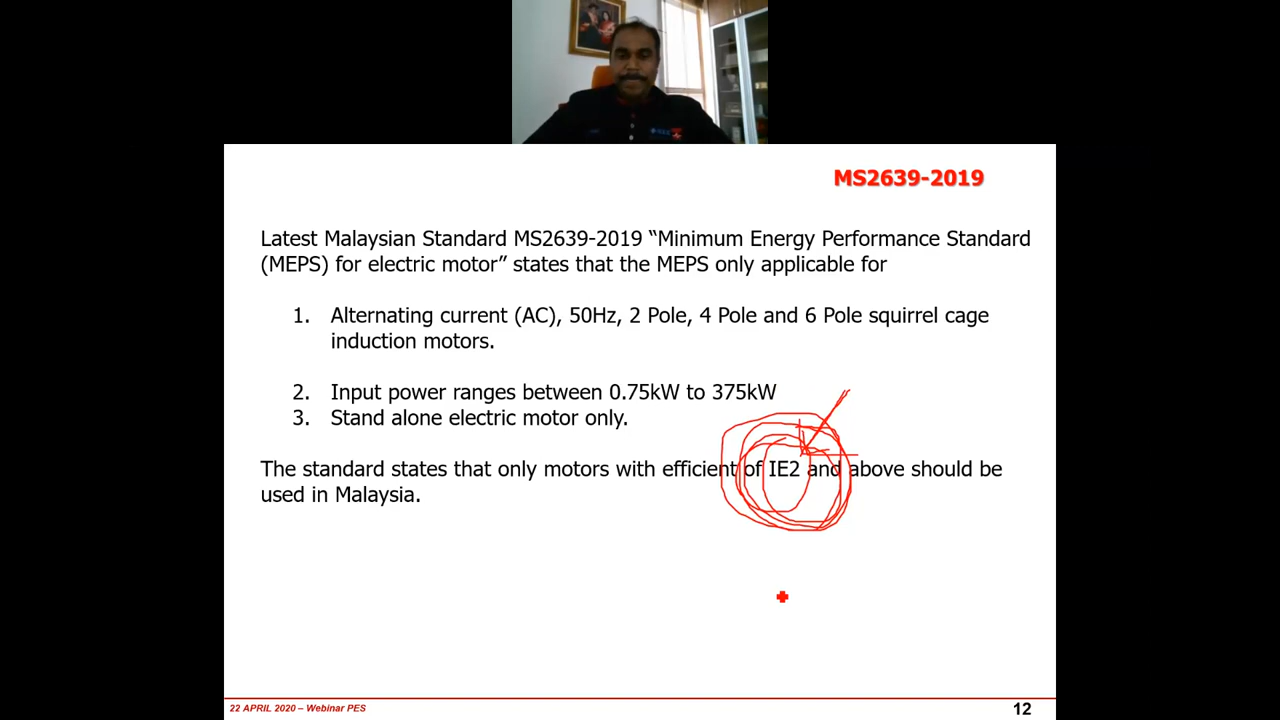 MS2639-2019
Latest Malaysian Standard MS2639-2019 “Minimum Energy Performance Standard
(MEPS) for electric motor” states that the MEPS only applicable for
1. Alternating current (AC), 50Hz, 2 Pole, 4 Pole and 6 Pole squirrel cage
induction motors.
2. Input power ranges between 0.75kW to 375kW
3. Stand alone electric motor only.
The standard states that only motors with efficient of IE2 and above should be
used in Malaysia.
22 APRIL 2020 – Webinar PES
12